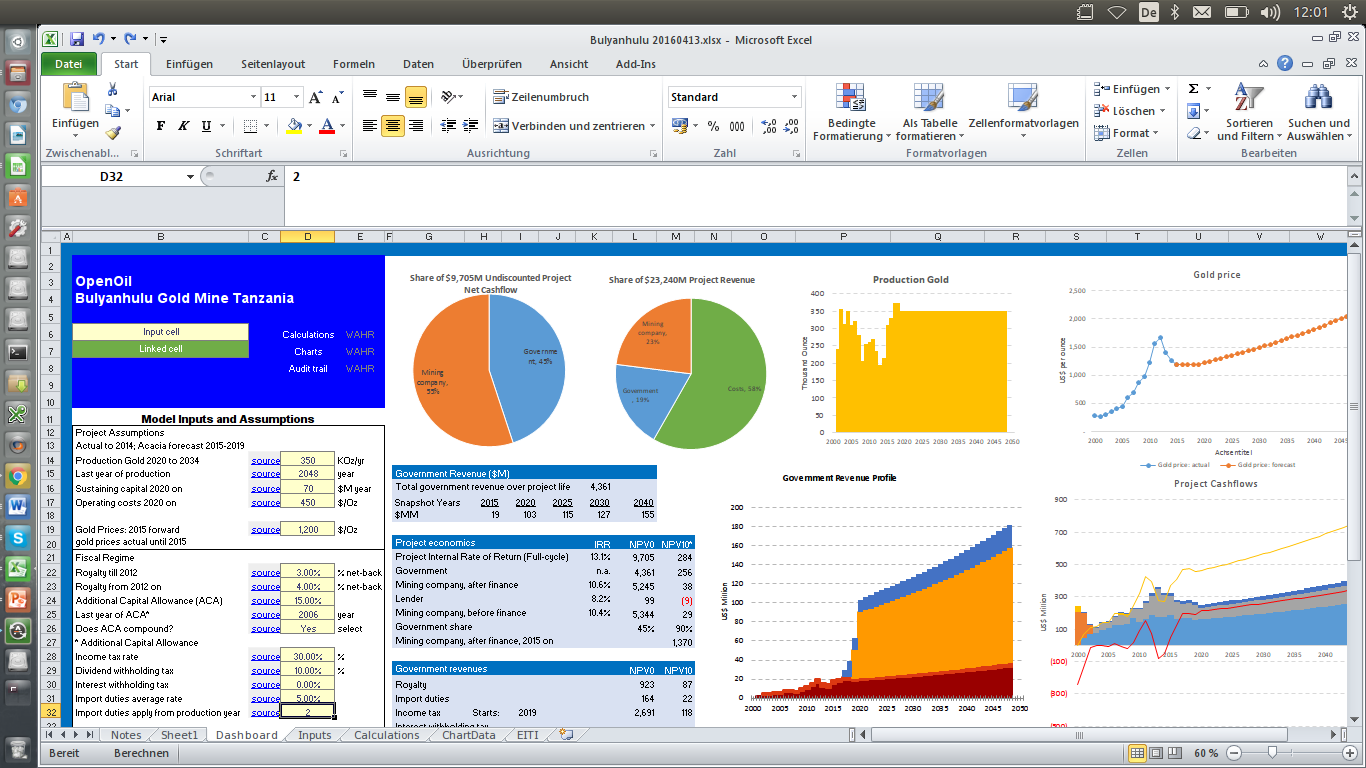 De 12:01
Bulyanhulu 20160413.xlsx - Microsoft Excel
Datei Start Einfügen Seitenlayout Formeln Daten Überprüfen Ansicht Add-Ins
Einfügen
Arial 11
F K U
Zeilenumbruch
Verbinden und zentrieren
Standard
% 000
Bedingte Formatierung
Als Tabelle formatieren
Zellenformatvorlagen
Einfügen
Löschen
Format
Sortieren und Filtern
Suchen und Auswählen
Zwischenabl... Schriftart Ausrichtung Zahl Formatvorlagen Zellen Bearbeiten
D32 fx 2
A B C D E F G H I J K L M N O P Q R S T U V W
OpenOil
Bulyanhulu Gold Mine Tanzania
Input cell
Linked cell
Calculations WAHR
Charts WAHR
Audit trail WAHR
Model Inputs and Assumptions
Project Assumptions
Actual to 2014; Acacia forecast 2015-2019
Production Gold 2020 to 2034 source 350 KOz/yr
Last year of production source 2048 year
Sustaining capital 2020 on source 70 $M year
Operating costs 2020 on source 450 $/Oz
Gold Prices: 2015 forward source 1,200 $/Oz
gold prices actual until 2015
Fiscal Regime
Royalty till 2012 source 3.00% % net-back
Royalty from 2012 on source 4.00% % net-back
Additional Capital Allowance (ACA) source 15.00%
Last year of ACA* source 2006 year
Does ACA compound? source Yes select
* Additional Capital Allowance
Income tax rate source 30.00% %
Dividend withholding tax source 10.00% %
Interest withholding tax source 0.00%
Import duties average rate source 5.00%
Import duties apply from production year source 2
Share of $9,705M Undiscounted Project Net Cashflow
Government, 45%
Mining company, 55%
Share of $23,240M Project Revenue
Mining company, 23%
Government, 19%
Costs, 58%
Production Gold
Thousand Ounce
400
350
300
250
200
150
100
50
0
2000 2005 2010 2015 2020 2025 2030 2035 2040 2045 2050
Gold price
US$ per ounce
2,500
2,000
1,500
1,000
500
-
2000 2005 2010 2015 2020 2025 2030 2035 2040 2045
Achsentitel
Gold price: actual Gold price: forecast
Government Revenue ($M)
Total government revenue over project life 4,361
Snapshot Years 2015 2020 2025 2030 2040
$MM 19 103 115 127 155
Project economics IRR NPV0 NPV10*
Project Internal Rate of Return (Full-cycle) 13.1% 9,705 284
Government n.a. 4,361 256
Mining company, after finance 10.6% 5,245 38
Lender 8.2% 99 (9)
Mining company, before finance 10.4% 5,344 29
Government share 45% 90%
Mining company, after finance, 2015 on 1,370
Government revenues NPV0 NPV10
Royalty 923 87
Import duties 164 22
Income tax Starts: 2019 2,691 118
Interest withholding tax:
Government Revenue Profile
US$ Million
200
180
160
140
120
100
80
60
40
20
0
2000 2005 2010 2015 2020 2025 2030 2035 2040 2045 2050
Project Cashflows
US$ Million
900
700
500
300
100
(100)
(300)
(500)
2000 2005 2010 2015 2020 2025 2030 2035 2040
Notes Sheet1 Dashboard Inputs Calculations ChartData EITI
Bereit Berechnen 60 %